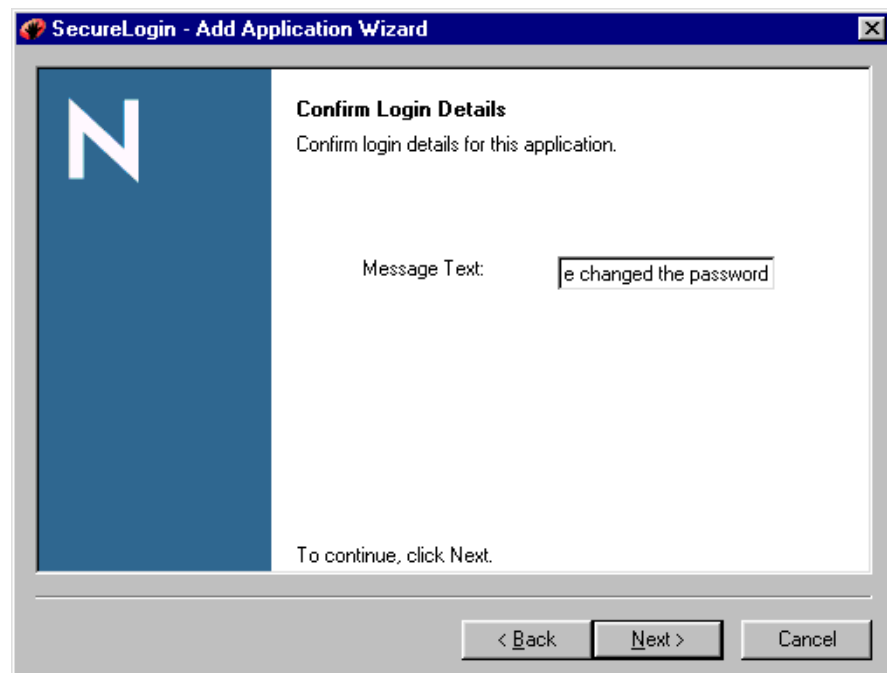 SecureLogin - Add Application Wizard
N
Confirm Login Details
Confirm login details for this application.
Message Text: e changed the password
To continue, click Next.
< Back Next > Cancel